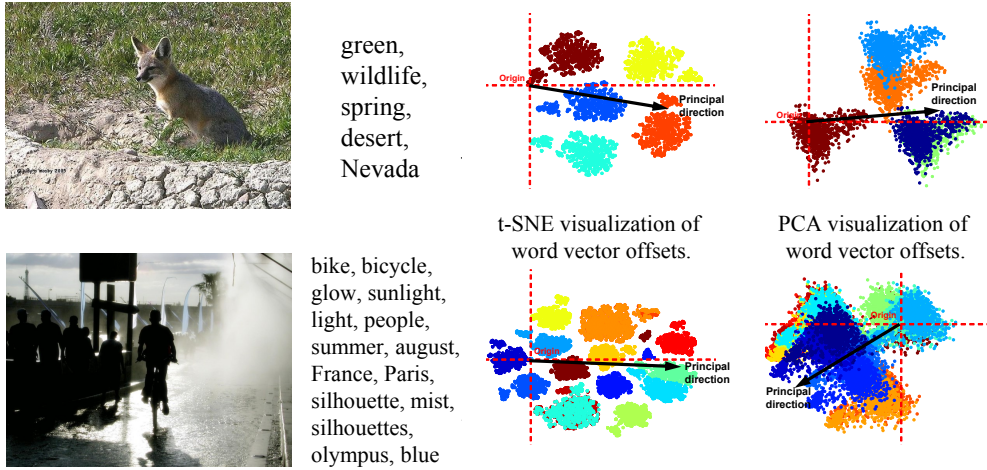 green,
wildlife,
spring,
desert,
Nevada
Origin
Principal
direction
Origin
Principal
direction
t-SNE visualization of
word vector offsets.
PCA visualization of
word vector offsets.
bike, bicycle,
glow, sunlight,
light, people,
summer, august,
France, Paris,
silhouette, mist,
silhouettes,
olympus, blue
Origin
Principal
direction
Origin
Principal
direction